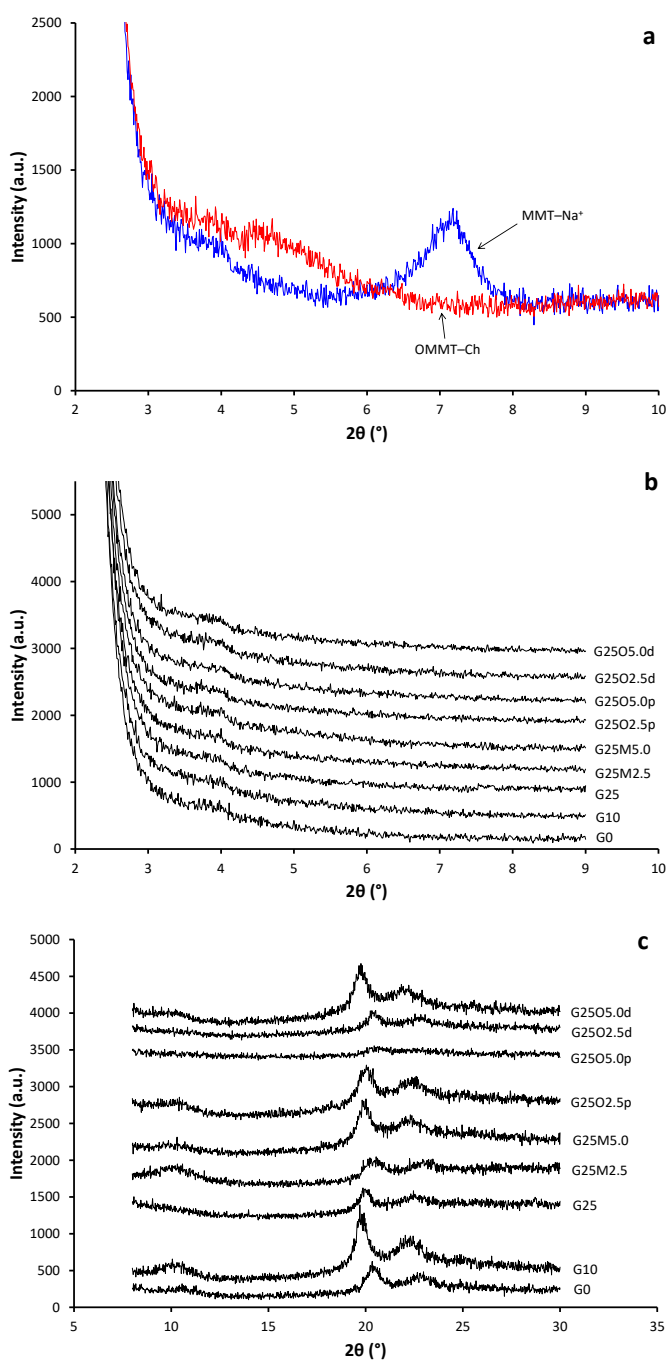 a
2500
2000
1500
1000
500
0
Intensity (a.u.)
MMT–Na⁺
OMMT–Ch
2 3 4 5 6 7 8 9 10
2θ (°)
b
5000
4000
3000
2000
1000
0
Intensity (a.u.)
G25O5.0d
G25O2.5d
G25O5.0p
G25O2.5p
G25M5.0
G25M2.5
G25
G10
G0
2 3 4 5 6 7 8 9 10
2θ (°)
c
5000
4500
4000
3500
3000
2500
2000
1500
1000
500
0
Intensity (a.u.)
G25O5.0d
G25O2.5d
G25O5.0p
G25O2.5p
G25M5.0
G25M2.5
G25
G10
G0
5 10 15 20 25 30 35
2θ (°)